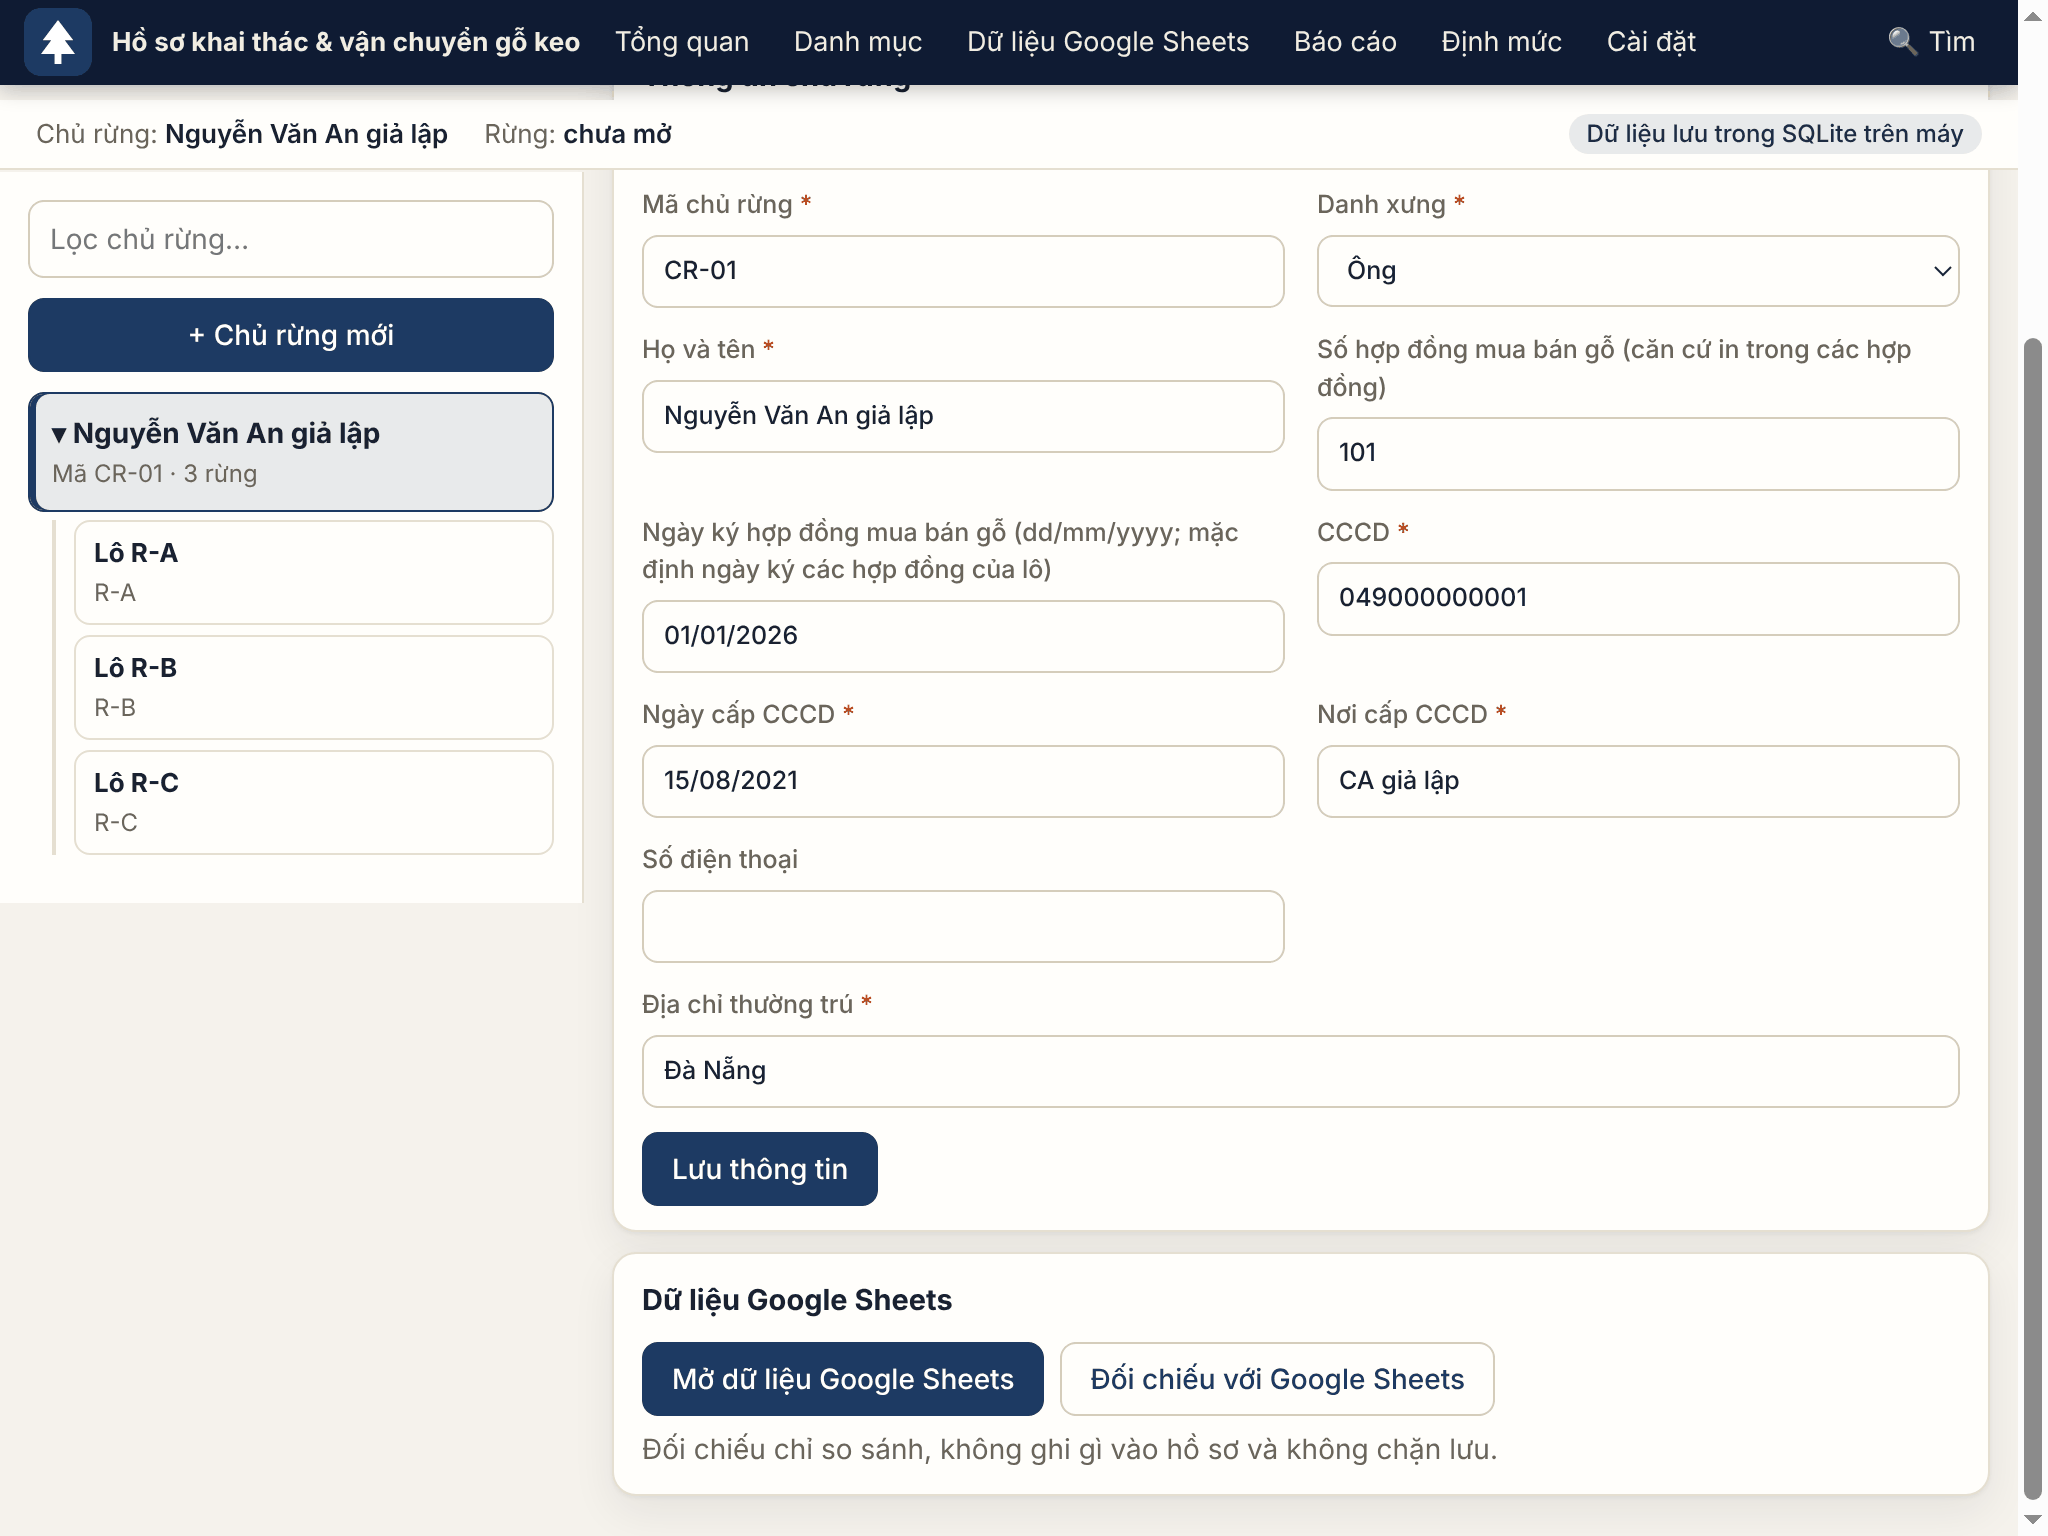 Hồ sơ khai thác & vận chuyển gỗ keo
Tổng quan
Danh mục
Dữ liệu Google Sheets
Báo cáo
Định mức
Cài đặt
Tìm
Chủ rừng: Nguyễn Văn An giả lập
Rừng: chưa mở
Dữ liệu lưu trong SQLite trên máy
Lọc chủ rừng...
+ Chủ rừng mới
▾ Nguyễn Văn An giả lập
Mã CR-01 · 3 rừng
Lô R-A
R-A
Lô R-B
R-B
Lô R-C
R-C
Mã chủ rừng *
CR-01
Danh xưng *
Ông
Họ và tên *
Nguyễn Văn An giả lập
Số hợp đồng mua bán gỗ (căn cứ in trong các hợp
đồng)
101
Ngày ký hợp đồng mua bán gỗ (dd/mm/yyyy; mặc
định ngày ký các hợp đồng của lô)
01/01/2026
CCCD *
049000000001
Ngày cấp CCCD *
15/08/2021
Nơi cấp CCCD *
CA giả lập
Số điện thoại
Địa chỉ thường trú *
Đà Nẵng
Lưu thông tin
Dữ liệu Google Sheets
Mở dữ liệu Google Sheets
Đối chiếu với Google Sheets
Đối chiếu chỉ so sánh, không ghi gì vào hồ sơ và không chặn lưu.